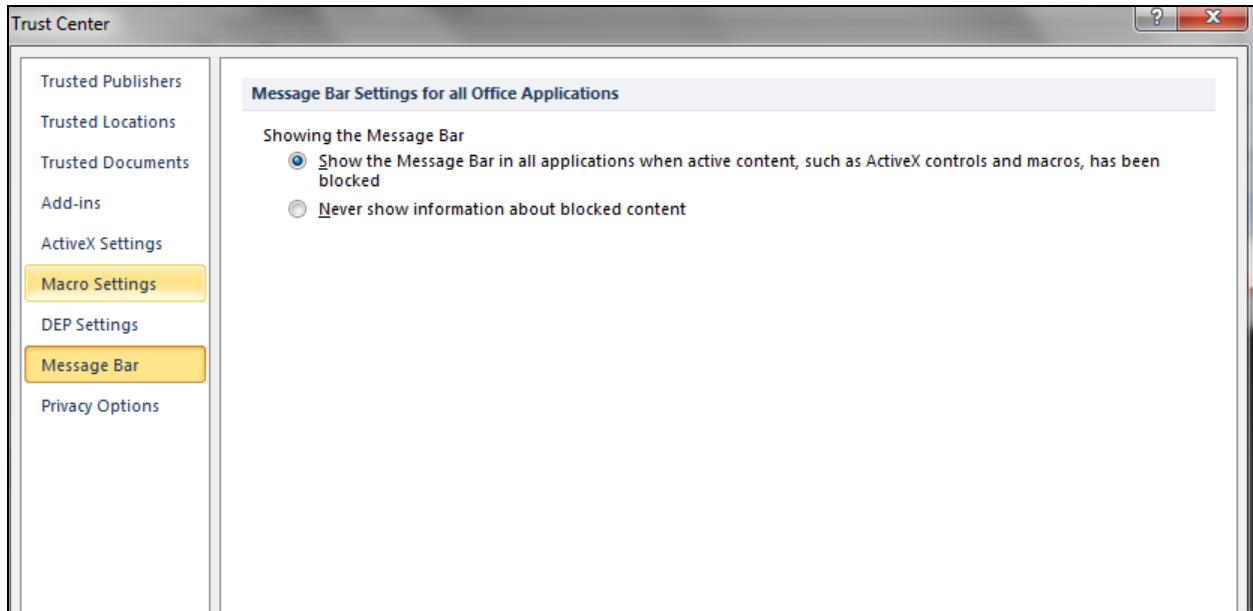 Trust Center
?
X
Trusted Publishers
Trusted Locations
Trusted Documents
Add-ins
ActiveX Settings
Macro Settings
DEP Settings
Message Bar
Privacy Options
Message Bar Settings for all Office Applications
Showing the Message Bar
Show the Message Bar in all applications when active content, such as ActiveX controls and macros, has been
blocked
Never show information about blocked content